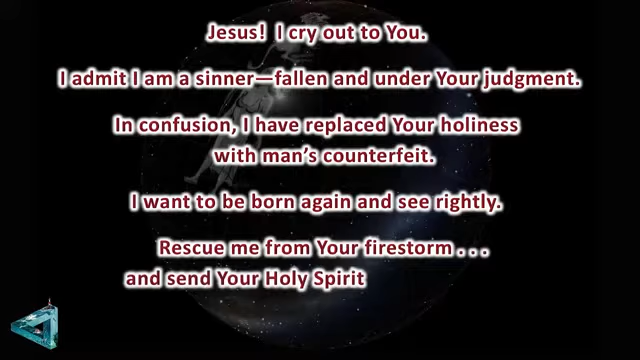 Jesus!  I cry out to You.
I admit I am a sinner—fallen and under Your judgment.
In confusion, I have replaced Your holiness
with man’s counterfeit.
I want to be born again and see rightly.
Rescue me from Your firestorm . . .
and send Your Holy Spirit